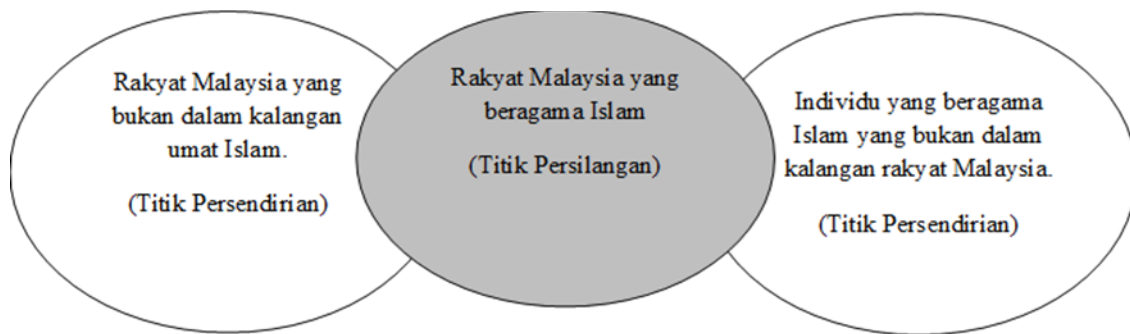 Rakyat Malaysia yang
bukan dalam kalangan
umat Islam.
(Titik Persendirian)
Rakyat Malaysia yang
beragama Islam
(Titik Persilangan)
Individu yang beragama
Islam yang bukan dalam
kalangan rakyat Malaysia.
(Titik Persendirian)